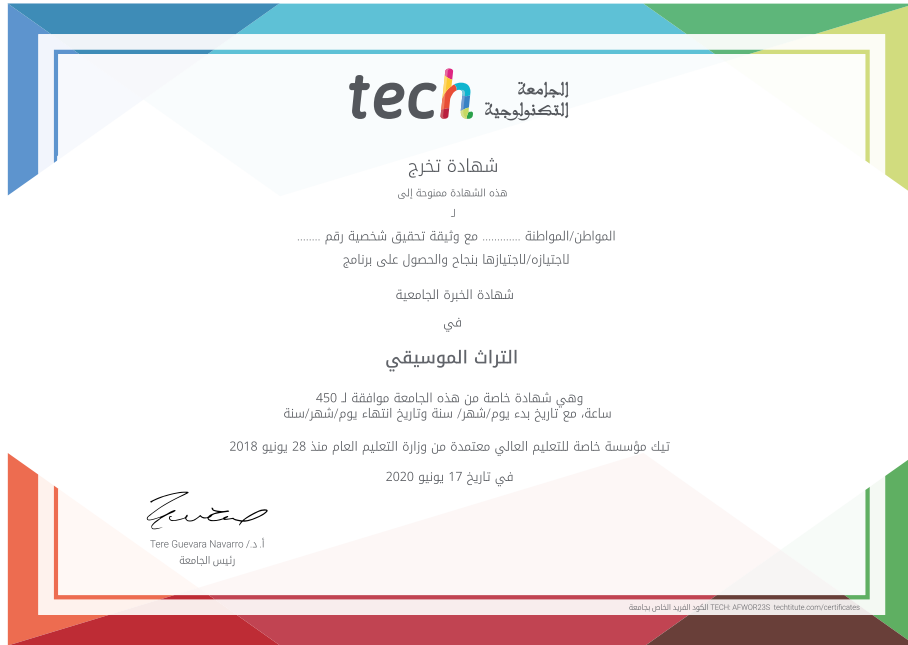 tech الجامعة
التكنولوجية
شهادة تخرج
هذه الشهادة ممنوحة إلى
لـ
المواطن/المواطنة ............. مع وثيقة تحقيق شخصية رقم ........
لاجتيازه/لاجتيازها بنجاح والحصول على برنامج
شهادة الخبرة الجامعية
في
التراث الموسيقي
وهي شهادة خاصة من هذه الجامعة موافقة لـ 450
ساعة، مع تاريخ بدء يوم/شهر/ سنة وتاريخ انتهاء يوم/شهر/سنة
تيك مؤسسة خاصة للتعليم العالي معتمدة من وزارة التعليم العام منذ 28 يونيو 2018
في تاريخ 17 يونيو 2020
أ. د./ Tere Guevara Navarro
رئيس الجامعة
الكود الفريد الخاص بجامعة TECH: AFWOR23S techtitute.com/certificates